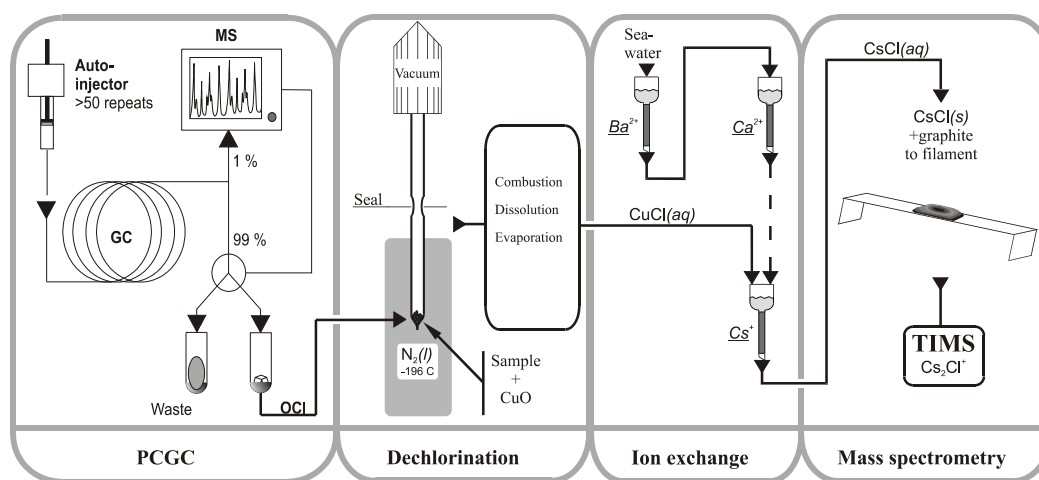 MS
Auto-
injector
>50 repeats
1 %
GC
99 %
Waste
OCl
PCGC
Vacuum
Seal
N₂(l)
-196 C
Sample
+
CuO
Combustion
Dissolution
Evaporation
Dechlorination
Sea-
water
Ba²⁺
Ca²⁺
CuCl(aq)
Cs⁺
Ion exchange
CsCl(aq)
CsCl(s)
+graphite
to filament
TIMS
Cs₂Cl⁺
Mass spectrometry